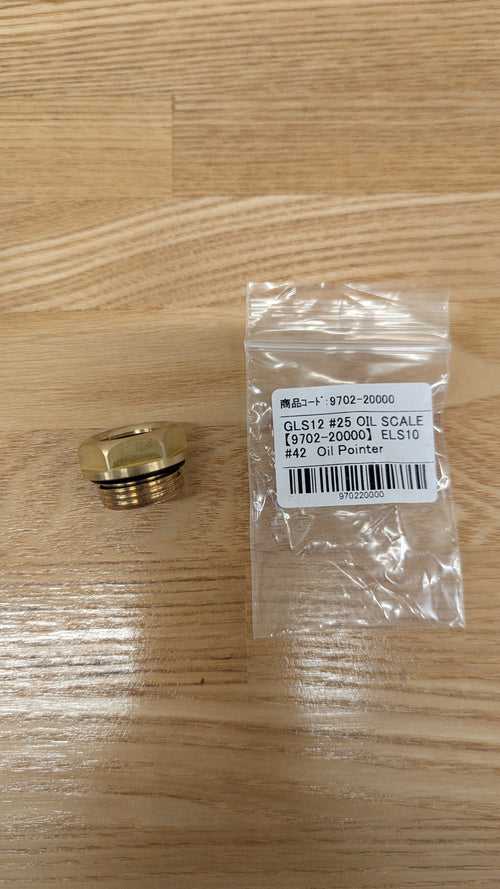 商品コード:9702-20000
GLS12 #25 OIL SCALE
【9702-20000】 ELS10
#42 Oil Pointer
970220000